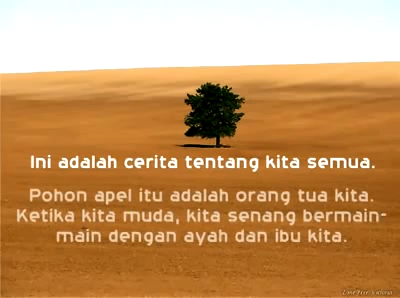 Ini adalah cerita tentang kita semua.
Pohon apel itu adalah orang tua kita.
Ketika kita muda, kita senang bermain-
main dengan ayah dan ibu kita.